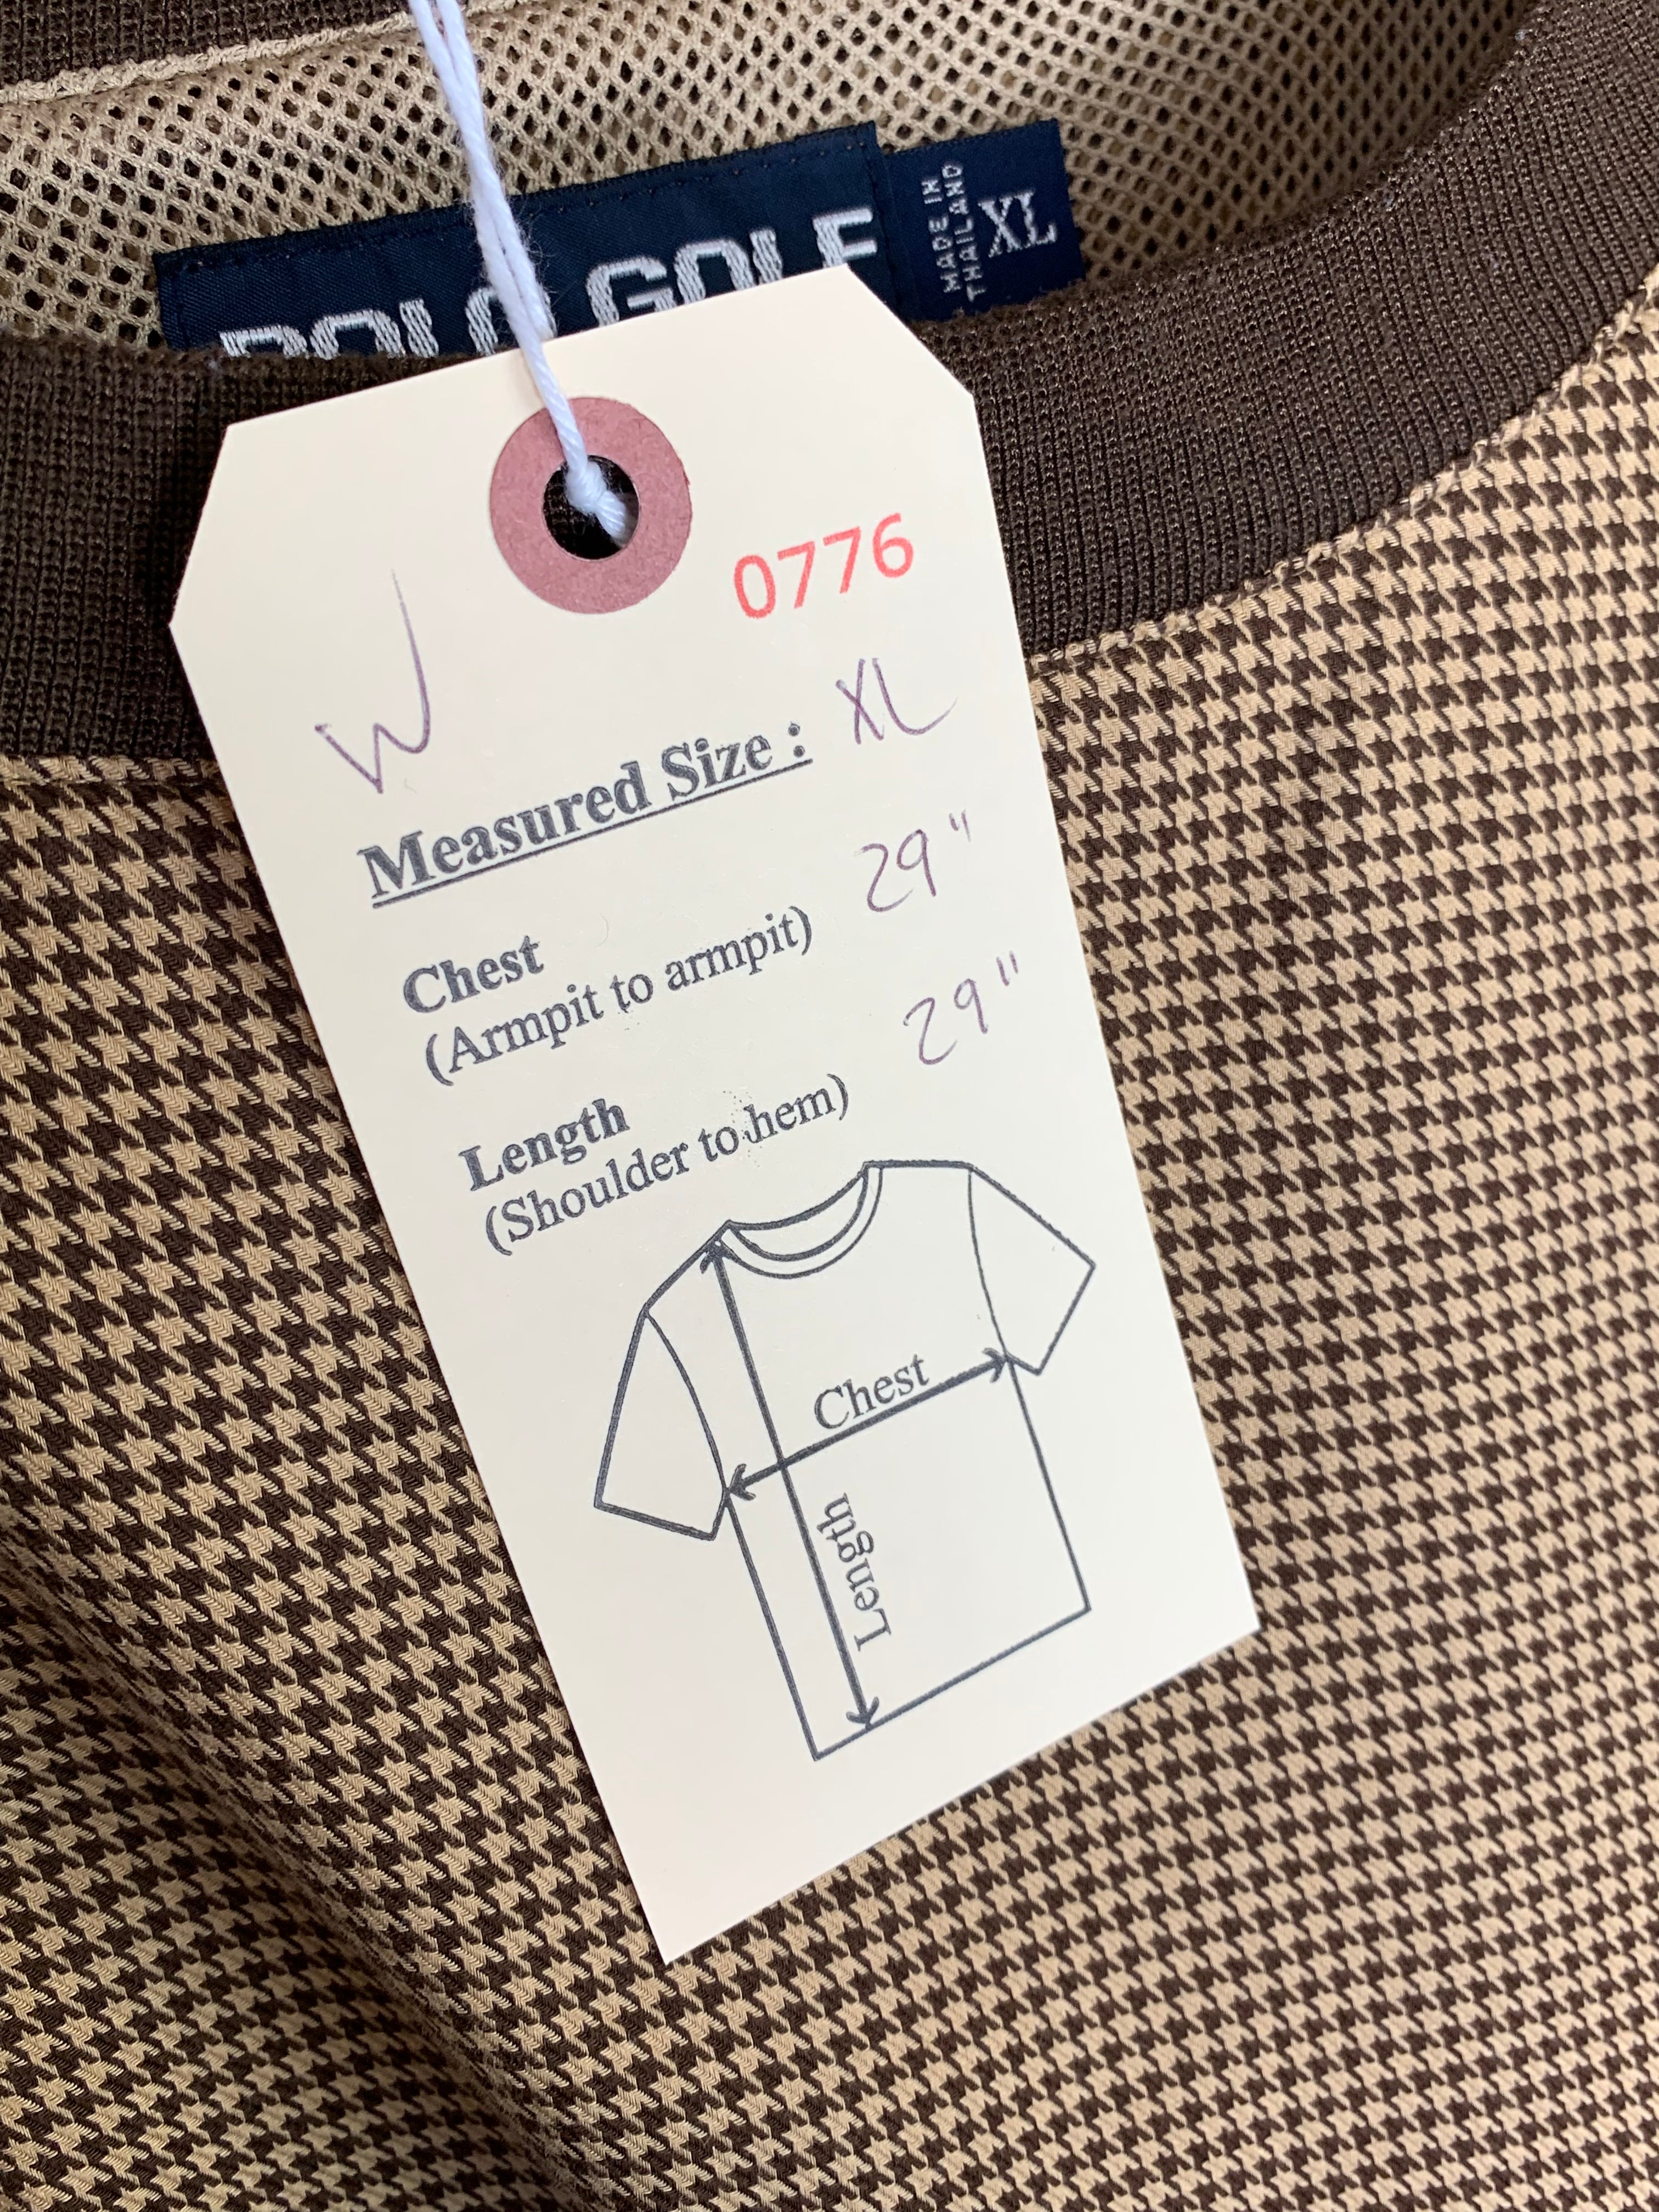 POLO GOLF
MADE IN
THAILAND
XL
0776
W
Measured Size : XL
Chest 29"
(Armpit to armpit)
Length 29"
(Shoulder to hem)
Chest
Length